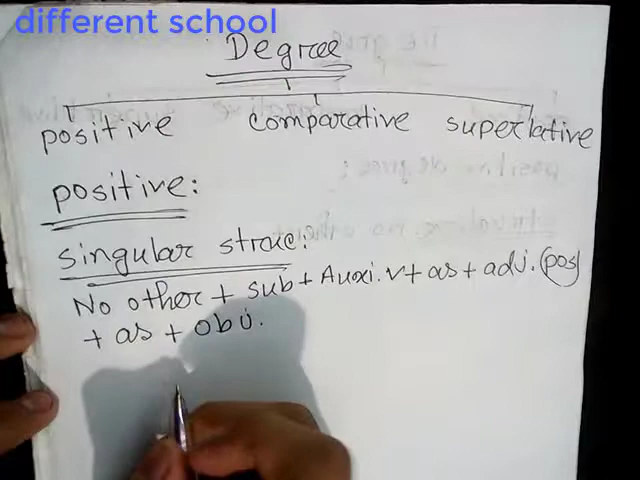 different school
Degree
positive comparative superlative
positive:
singular struc:
No other + sub + Auxi.v + as + adj. (pos)
+ as + obj.